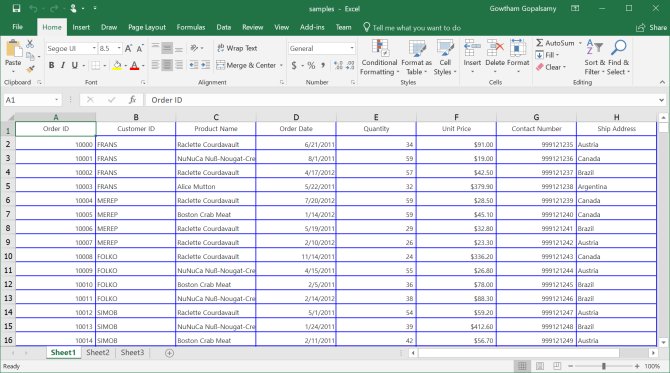 samples - Excel
Gowtham Gopalsamy
File Home Insert Draw Page Layout Formulas Data Review View Add-ins Team Tell me what you want to do
Paste
Segoe UI 8.5
B I U
Wrap Text
Merge & Center
General
$ % ,
Conditional Formatting
Format as Table
Cell Styles
Insert
Delete
Format
AutoSum
Fill
Clear
Sort & Filter
Find & Select
Clipboard Font Alignment Number Styles Cells Editing
A1 fx Order ID
A B C D E F G H
1 Order ID Customer ID Product Name Order Date Quantity Unit Price Contact Number Ship Address
2 10000 FRANS Raclette Courdavault 6/21/2011 34 $91.00 999121235 Austria
3 10001 FRANS NuNuCa Nuß-Nougat-Cre 8/1/2011 59 $19.00 999121236 Canada
4 10002 FRANS Raclette Courdavault 4/17/2012 57 $42.50 999121237 Brazil
5 10003 FRANS Alice Mutton 5/22/2011 32 $379.90 999121238 Argentina
6 10004 MEREP Raclette Courdavault 7/20/2012 59 $28.50 999121239 Canada
7 10005 MEREP Boston Crab Meat 1/14/2012 59 $45.10 999121240 Canada
8 10006 MEREP Raclette Courdavault 5/19/2011 29 $32.80 999121241 Brazil
9 10007 MEREP Raclette Courdavault 2/10/2012 26 $23.30 999121242 Austria
10 10008 FOLKO Raclette Courdavault 11/14/2011 24 $336.20 999121243 Canada
11 10009 FOLKO NuNuCa Nuß-Nougat-Cre 4/15/2011 55 $26.80 999121244 Austria
12 10010 FOLKO Boston Crab Meat 2/5/2011 36 $78.00 999121245 Brazil
13 10011 FOLKO NuNuCa Nuß-Nougat-Cre 2/14/2012 38 $88.30 999121246 Brazil
14 10012 SIMOB Raclette Courdavault 5/1/2011 54 $59.20 999121247 Austria
15 10013 SIMOB NuNuCa Nuß-Nougat-Cre 1/24/2011 39 $412.60 999121248 Brazil
16 10014 SIMOB Boston Crab Meat 2/11/2011 42 $56.70 999121249 Austria
Sheet1 Sheet2 Sheet3
Ready
100%